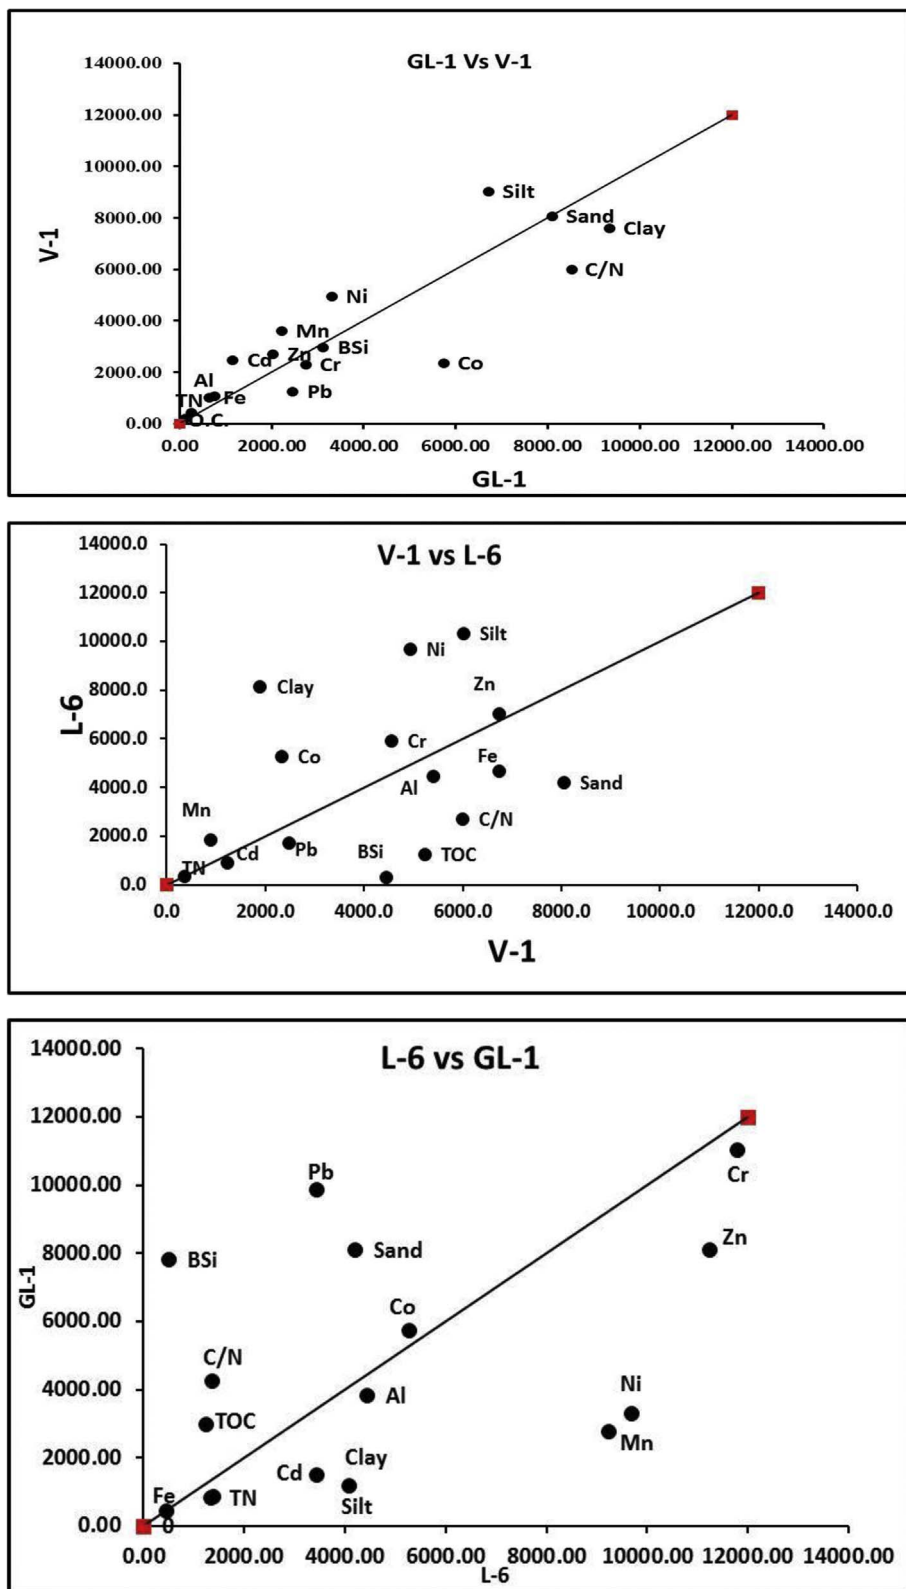 GL-1 Vs V-1
14000.00
12000.00
10000.00
8000.00
6000.00
4000.00
2000.00
0.00
V-1
Silt
Sand
Clay
C/N
Ni
Mn
BSi
Zn
Cd
Cr
Co
Pb
Al
Fe
TN
O.C.
0.00 2000.00 4000.00 6000.00 8000.00 10000.00 12000.00 14000.00
GL-1
V-1 vs L-6
14000.0
12000.0
10000.0
8000.0
6000.0
4000.0
2000.0
0.0
L-6
Silt
Ni
Clay
Zn
Cr
Co
Fe
Al
Sand
Mn
C/N
Pb
Cd
BSi
TOC
TN
0.0 2000.0 4000.0 6000.0 8000.0 10000.0 12000.0 14000.0
V-1
L-6 vs GL-1
14000.00
12000.00
10000.00
8000.00
6000.00
4000.00
2000.00
0.00
GL-1
Pb
Cr
Zn
Sand
BSi
Co
C/N
Al
Ni
TOC
Mn
Clay
Cd
Silt
Fe
TN
0
0.00 2000.00 4000.00 6000.00 8000.00 10000.00 12000.00 14000.00
L-6